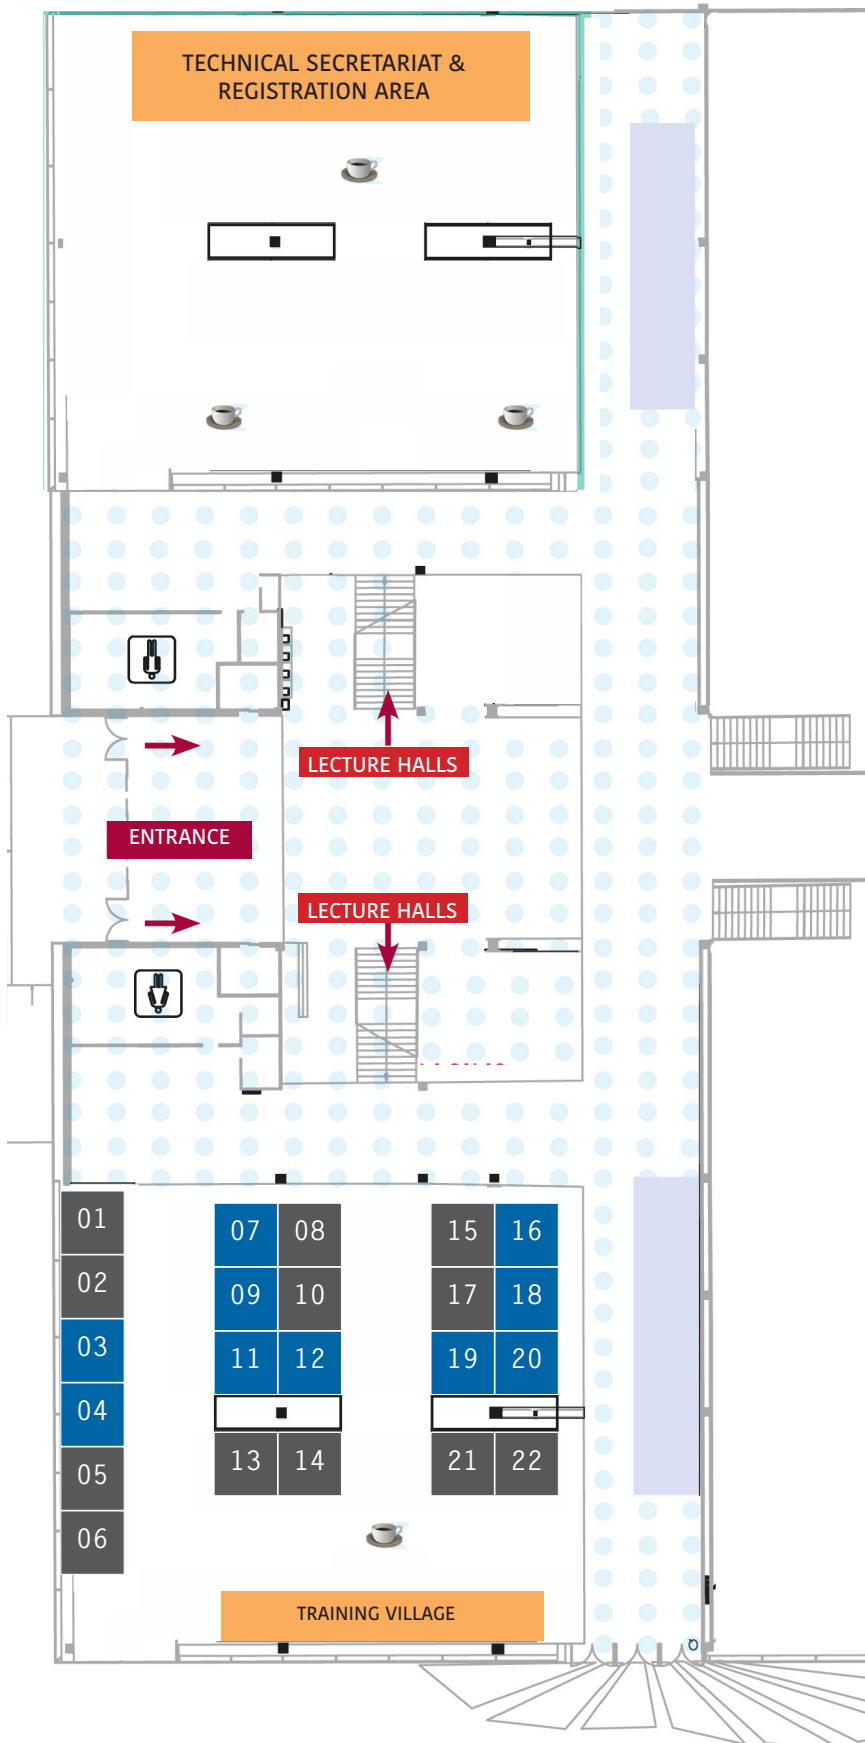 TECHNICAL SECRETARIAT &
REGISTRATION AREA
LECTURE HALLS
ENTRANCE
LECTURE HALLS
01
02
03
04
05
06
07 08
09 10
11 12
13 14
15 16
17 18
19 20
21 22
TRAINING VILLAGE